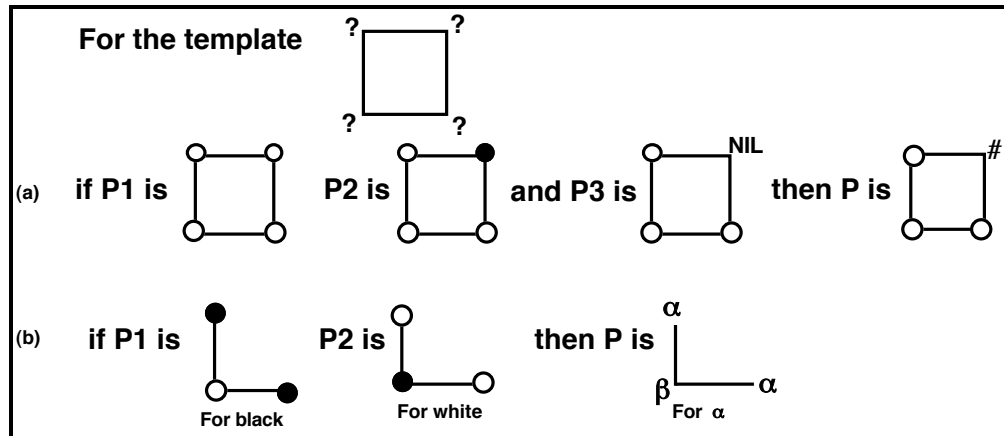 For the template
? ?
? ?
(a) if P1 is P2 is and P3 is NIL then P is #
(b) if P1 is P2 is then P is α
β α
For black For white For α